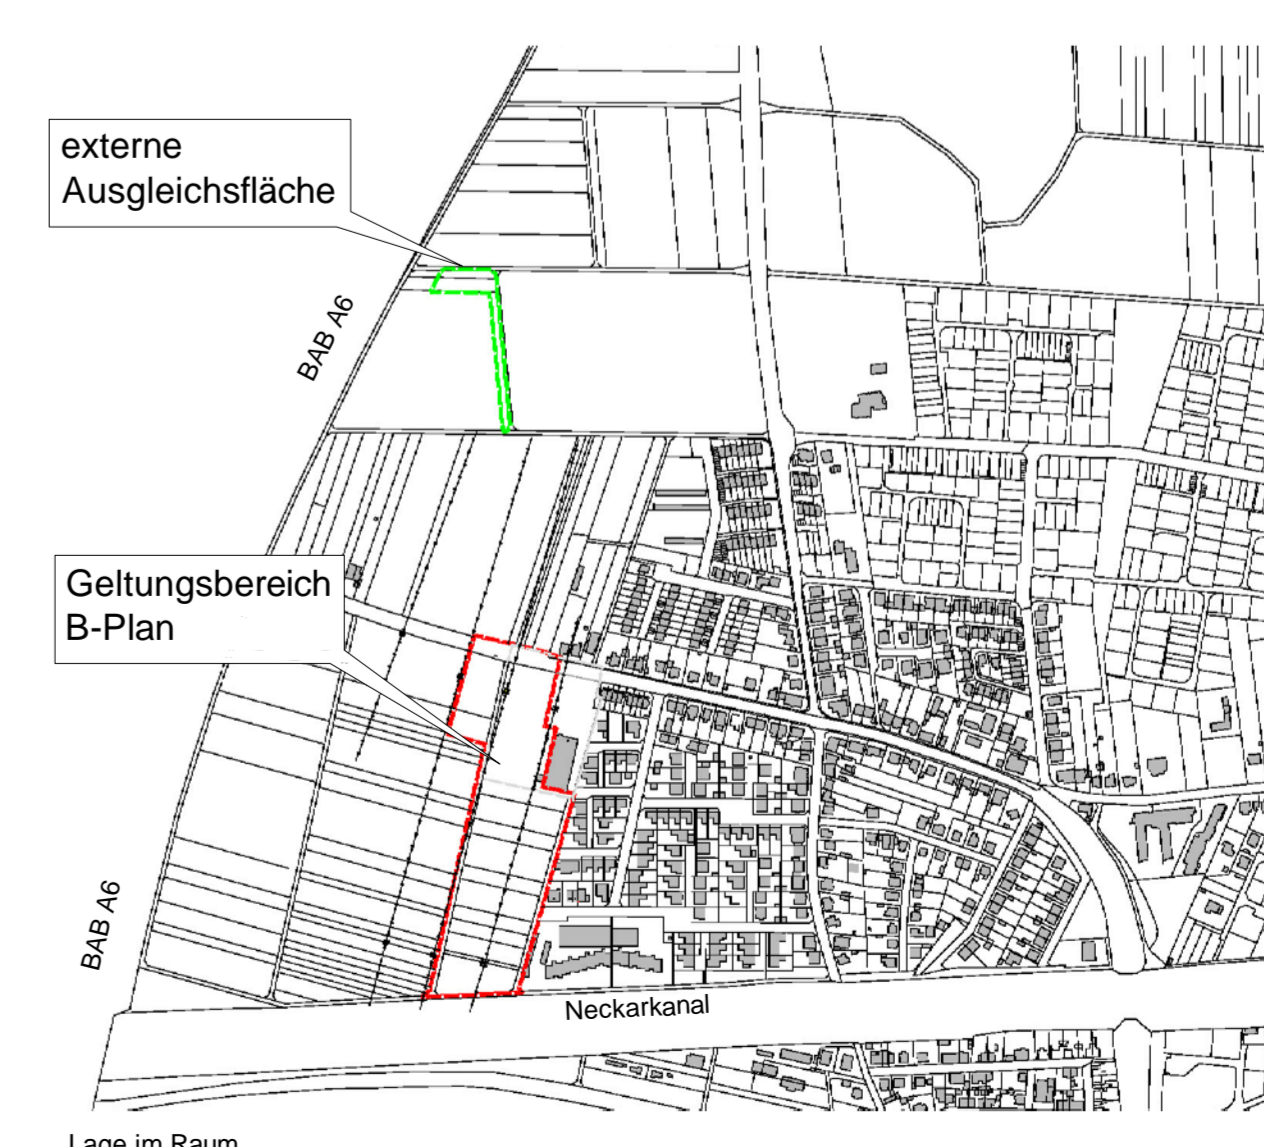 externe
Ausgleichsfläche
BAB A6
Geltungsbereich
B-Plan
BAB A6
Neckarkanal
Lage im Raum